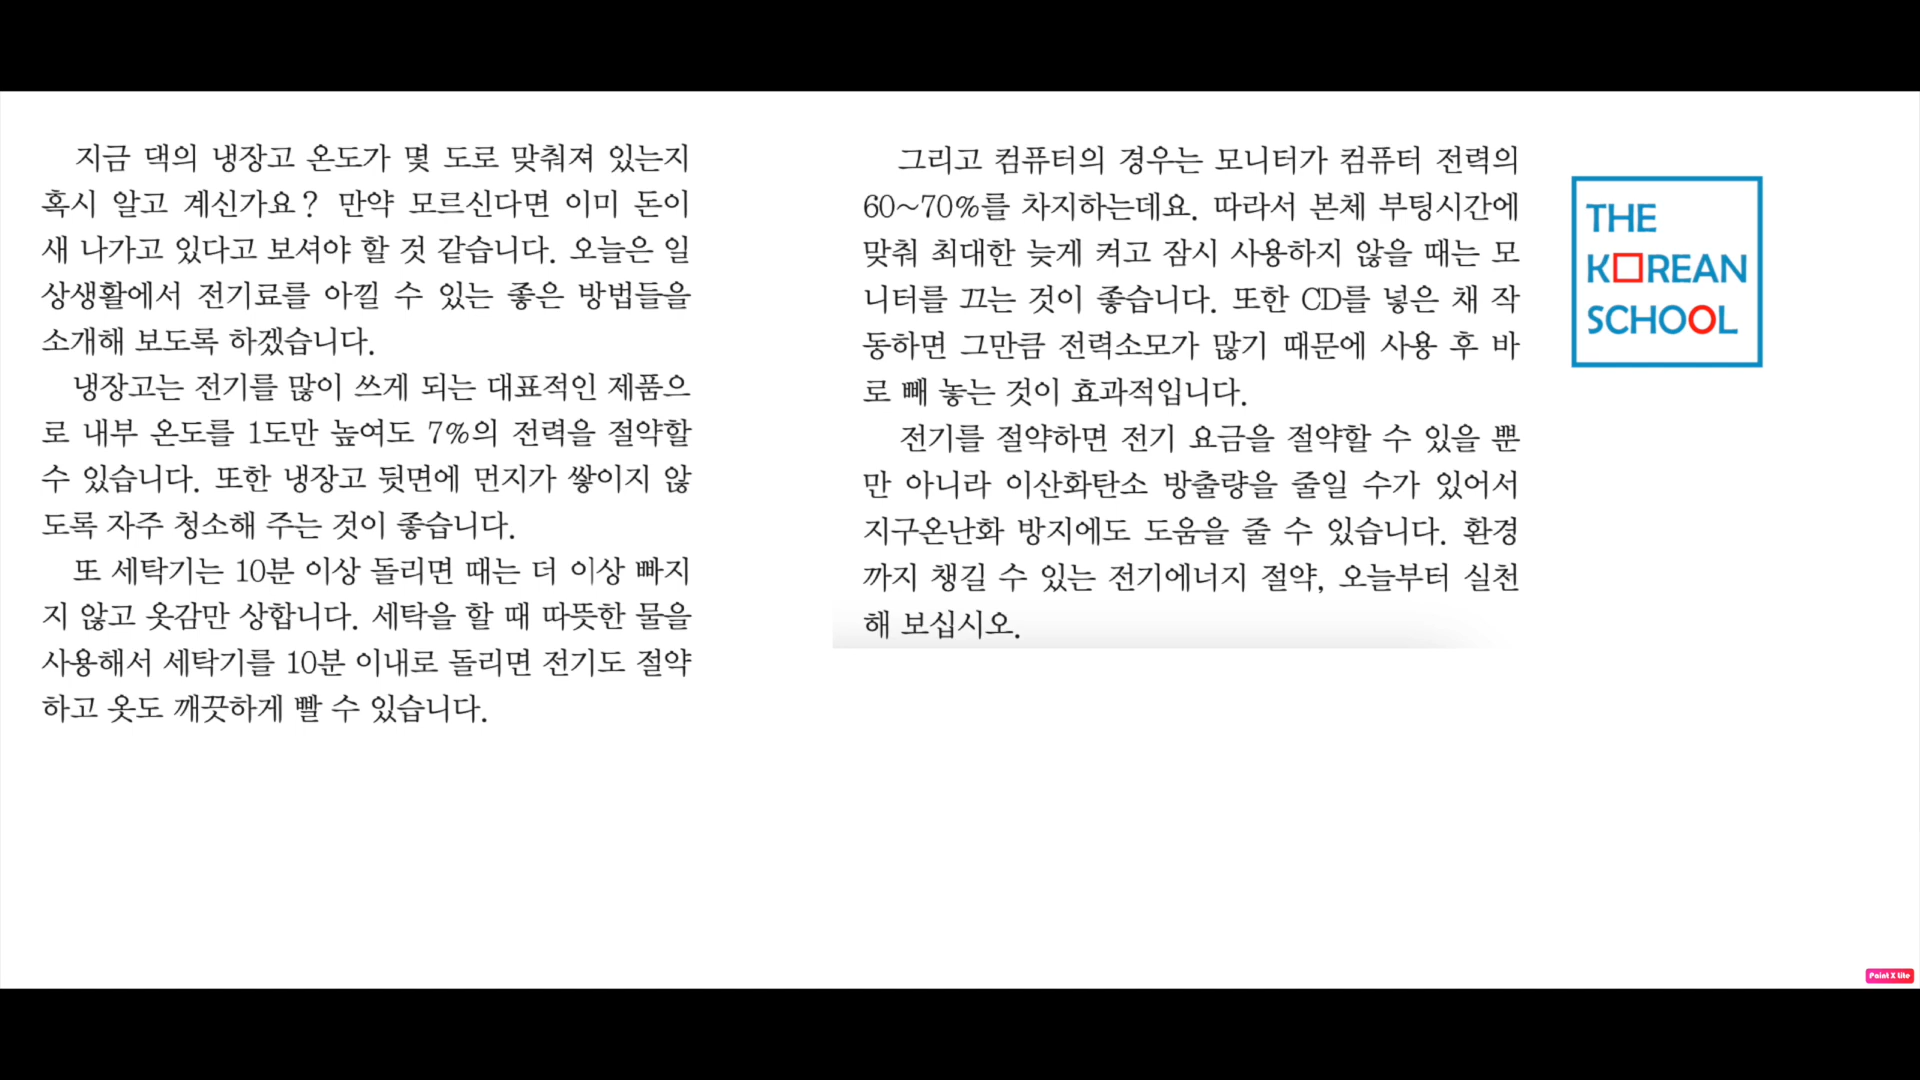 지금 댁의 냉장고 온도가 몇 도로 맞춰져 있는지
혹시 알고 계신가요? 만약 모르신다면 이미 돈이
새 나가고 있다고 보셔야 할 것 같습니다. 오늘은 일
상생활에서 전기료를 아낄 수 있는 좋은 방법들을
소개해 보도록 하겠습니다.
냉장고는 전기를 많이 쓰게 되는 대표적인 제품으
로 내부 온도를 1도만 높여도 7%의 전력을 절약할
수 있습니다. 또한 냉장고 뒷면에 먼지가 쌓이지 않
도록 자주 청소해 주는 것이 좋습니다.
또 세탁기는 10분 이상 돌리면 때는 더 이상 빠지
지 않고 옷감만 상합니다. 세탁을 할 때 따뜻한 물을
사용해서 세탁기를 10분 이내로 돌리면 전기도 절약
하고 옷도 깨끗하게 빨 수 있습니다.
그리고 컴퓨터의 경우는 모니터가 컴퓨터 전력의
60~70%를 차지하는데요. 따라서 본체 부팅시간에
맞춰 최대한 늦게 켜고 잠시 사용하지 않을 때는 모
니터를 끄는 것이 좋습니다. 또한 CD를 넣은 채 작
동하면 그만큼 전력소모가 많기 때문에 사용 후 바
로 빼 놓는 것이 효과적입니다.
전기를 절약하면 전기 요금을 절약할 수 있을 뿐
만 아니라 이산화탄소 방출량을 줄일 수가 있어서
지구온난화 방지에도 도움을 줄 수 있습니다. 환경
까지 챙길 수 있는 전기에너지 절약, 오늘부터 실천
해 보십시오.
THE
KOREAN
SCHOOL
Paint X Lite